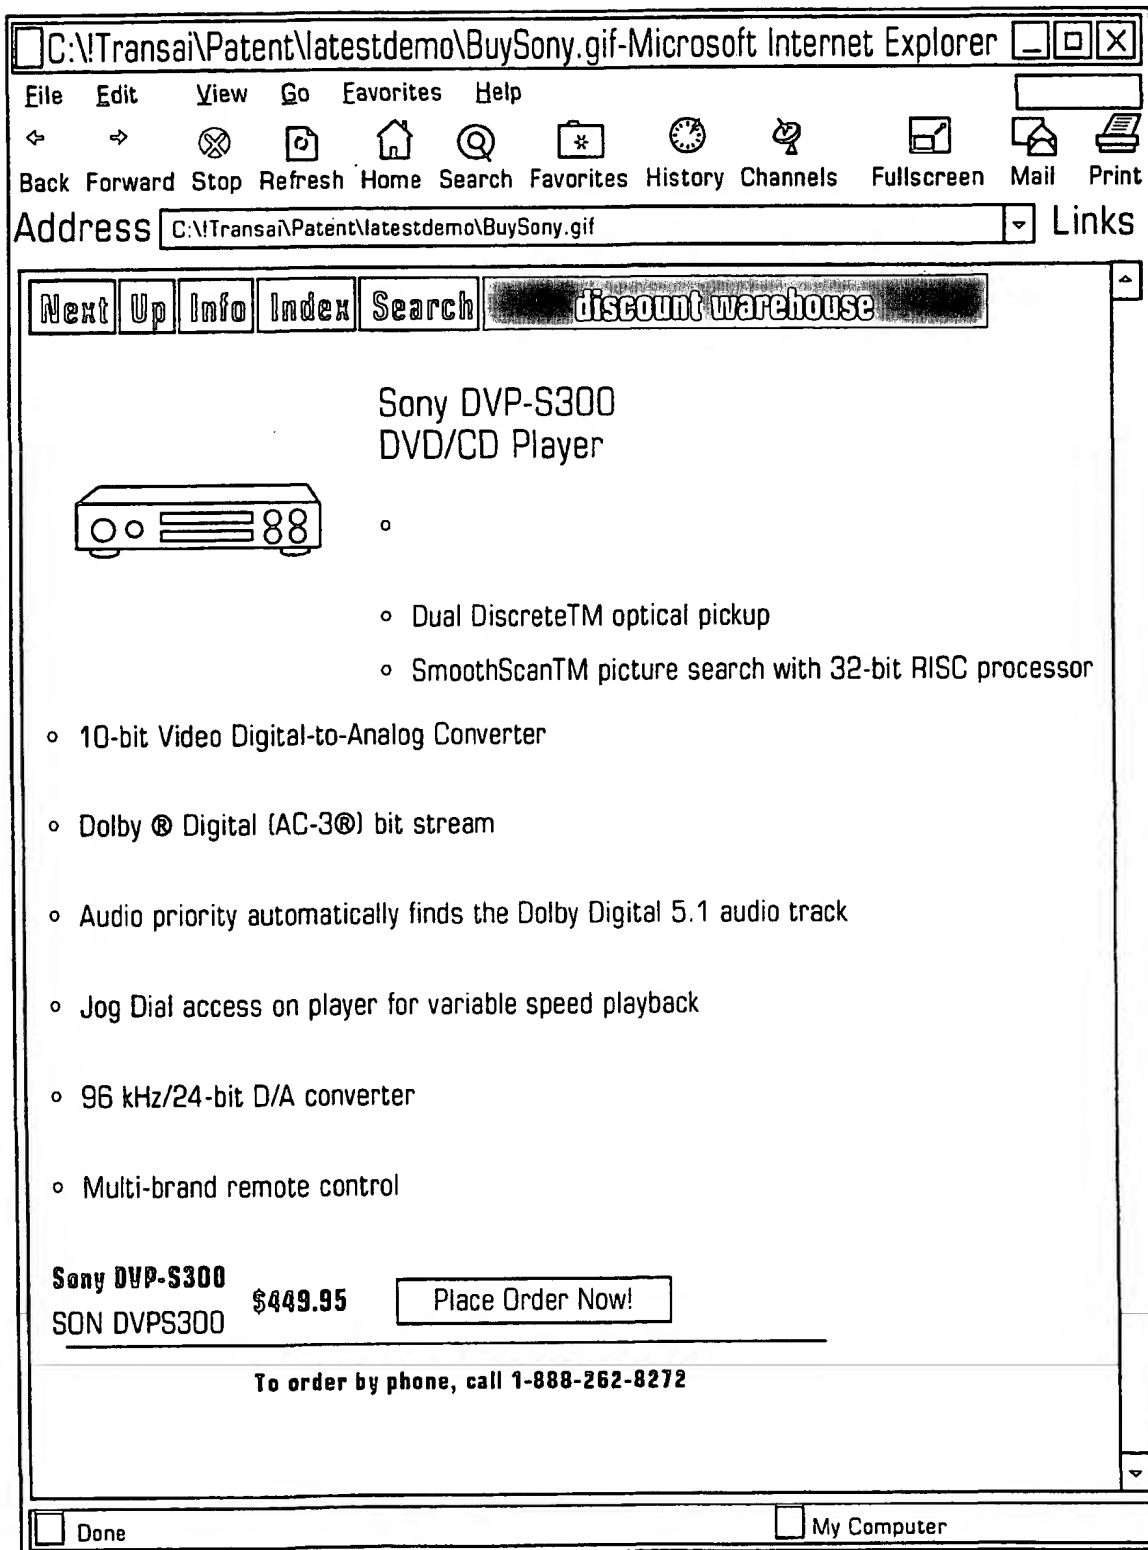 C:\!Transai\Patent\latestdemo\BuySony.gif-Microsoft Internet Explorer
File Edit View Go Favorites Help
Back Forward Stop Refresh Home Search Favorites History Channels Fullscreen Mail Print
Address C:\!Transai\Patent\latestdemo\BuySony.gif Links
Next Up Info Index Search discount warehouse
Sony DVP-S300
DVD/CD Player
Dual DiscreteTM optical pickup
SmoothScanTM picture search with 32-bit RISC processor
10-bit Video Digital-to-Analog Converter
Dolby ® Digital (AC-3®) bit stream
Audio priority automatically finds the Dolby Digital 5.1 audio track
Jog Dial access on player for variable speed playback
96 kHz/24-bit D/A converter
Multi-brand remote control
Sony DVP-S300
SON DVPS300
$449.95 Place Order Now!
To order by phone, call 1-888-262-8272
Done My Computer